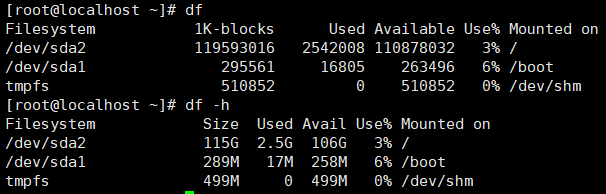 [root@localhost ~]# df
Filesystem 1K-blocks Used Available Use% Mounted on
/dev/sda2 119593016 2542008 110878032 3% /
/dev/sda1 295561 16805 263496 6% /boot
tmpfs 510852 0 510852 0% /dev/shm
[root@localhost ~]# df -h
Filesystem Size Used Avail Use% Mounted on
/dev/sda2 115G 2.5G 106G 3% /
/dev/sda1 289M 17M 258M 6% /boot
tmpfs 499M 0 499M 0% /dev/shm